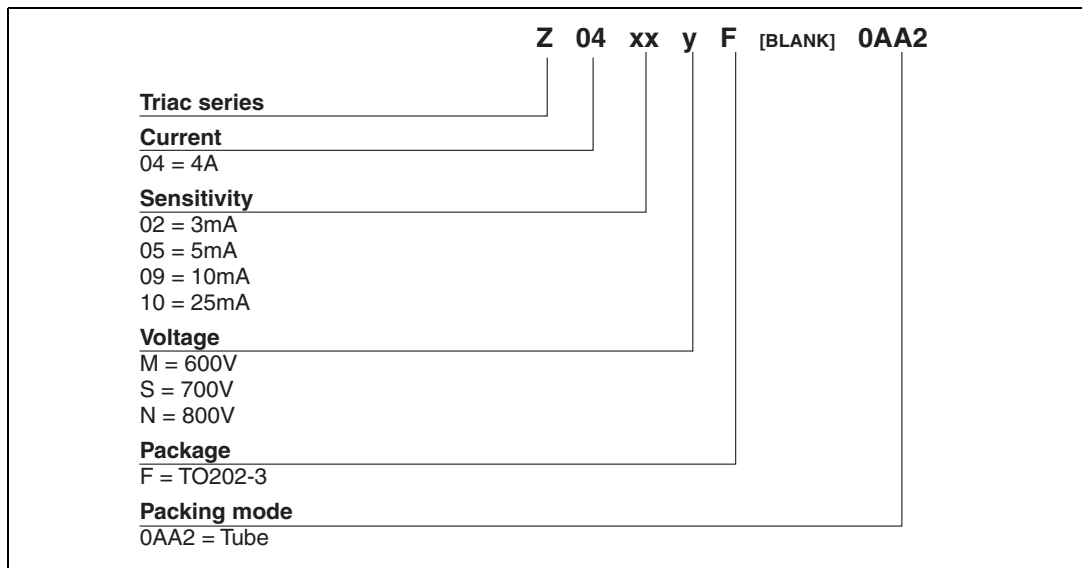 Z 04 xx y F [BLANK] 0AA2
Triac series
Current
04 = 4A
Sensitivity
02 = 3mA
05 = 5mA
09 = 10mA
10 = 25mA
Voltage
M = 600V
S = 700V
N = 800V
Package
F = TO202-3
Packing mode
0AA2 = Tube